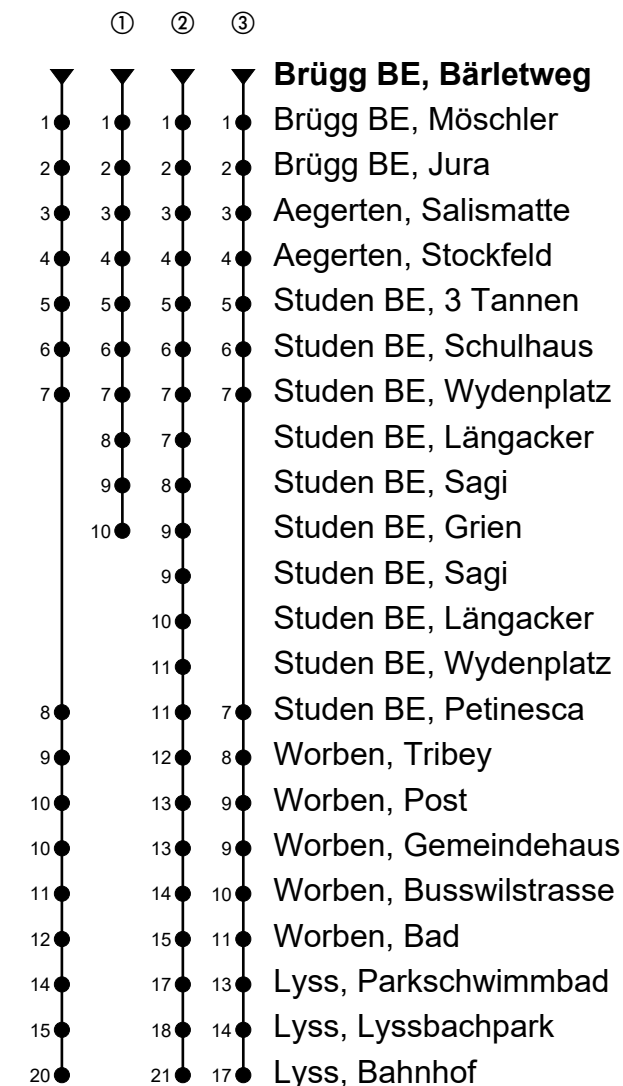 ① ② ③
Brügg BE, Bärletweg
1 1 1 1 Brügg BE, Möschler
2 2 2 2 Brügg BE, Jura
3 3 3 3 Aegerten, Salismatte
4 4 4 4 Aegerten, Stockfeld
5 5 5 5 Studen BE, 3 Tannen
6 6 6 6 Studen BE, Schulhaus
7 7 7 7 Studen BE, Wydenplatz
8 7 Studen BE, Längacker
9 8 Studen BE, Sagi
10 9 Studen BE, Grien
9 Studen BE, Sagi
10 Studen BE, Längacker
11 Studen BE, Wydenplatz
8 11 7 Studen BE, Petinesca
9 12 8 Worben, Tribey
10 13 9 Worben, Post
10 13 9 Worben, Gemeindehaus
11 14 10 Worben, Busswilstrasse
12 15 11 Worben, Bad
14 17 13 Lyss, Parkschwimmbad
15 18 14 Lyss, Lyssbachpark
20 21 17 Lyss, Bahnhof